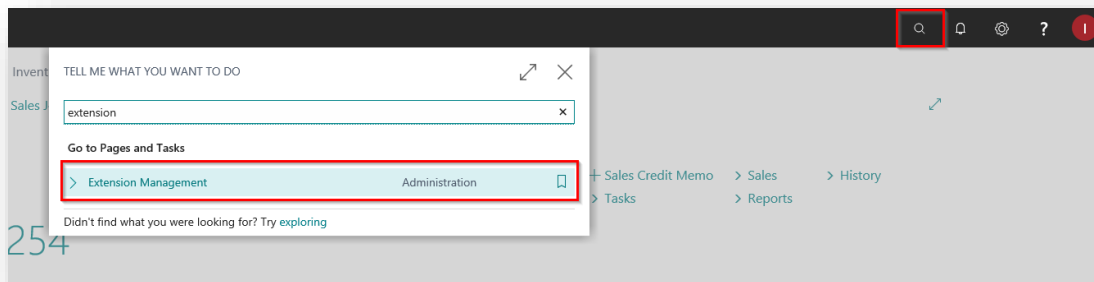 ?
I
Invent
TELL ME WHAT YOU WANT TO DO
Sales J
extension
Go to Pages and Tasks
Extension Management Administration
Sales Credit Memo Sales History
Tasks Reports
Didn't find what you were looking for? Try exploring
254